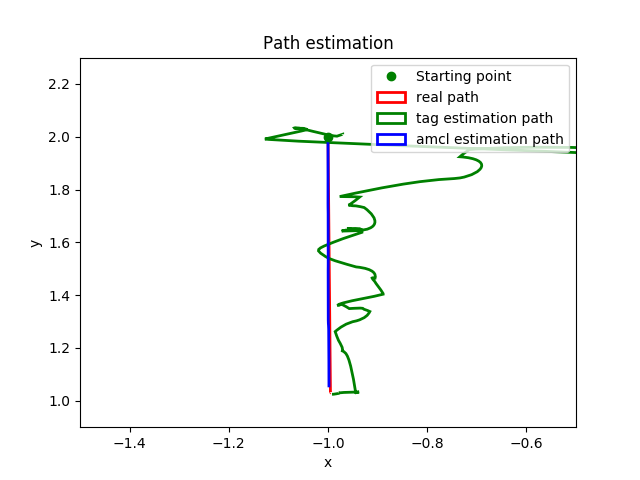 Path estimation
Starting point
real path
tag estimation path
amcl estimation path
y
2.2
2.0
1.8
1.6
1.4
1.2
1.0
−1.4 −1.2 −1.0 −0.8 −0.6
x